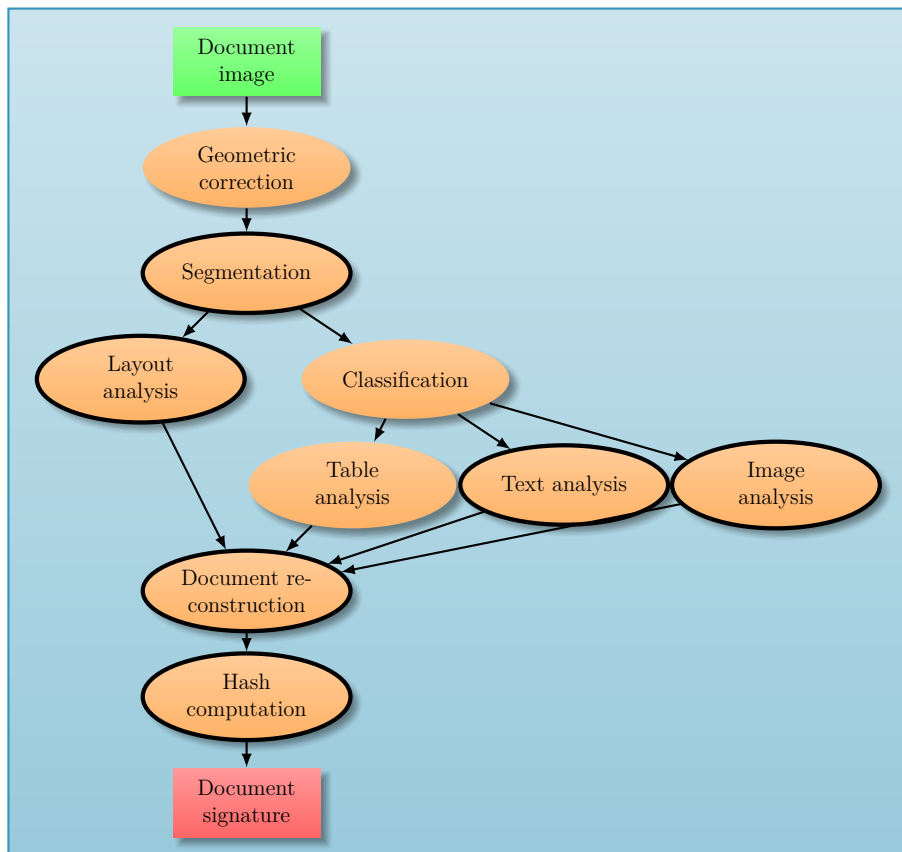 Document
image
Geometric
correction
Segmentation
Layout
analysis
Classification
Table
analysis
Text analysis
Image
analysis
Document re-
construction
Hash
computation
Document
signature